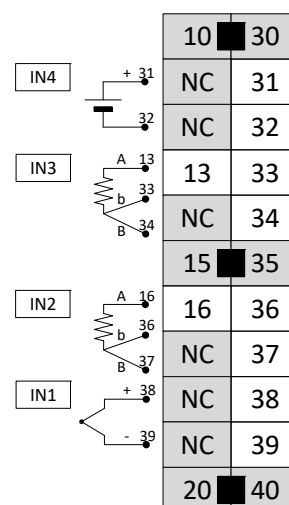 10 30
IN4 + 31 NC 31
32 NC 32
IN3 A 13 13 33
b 33
B 34 NC 34
15 35
IN2 A 16 16 36
b 36
B 37 NC 37
IN1 + 38 NC 38
- 39 NC 39
20 40